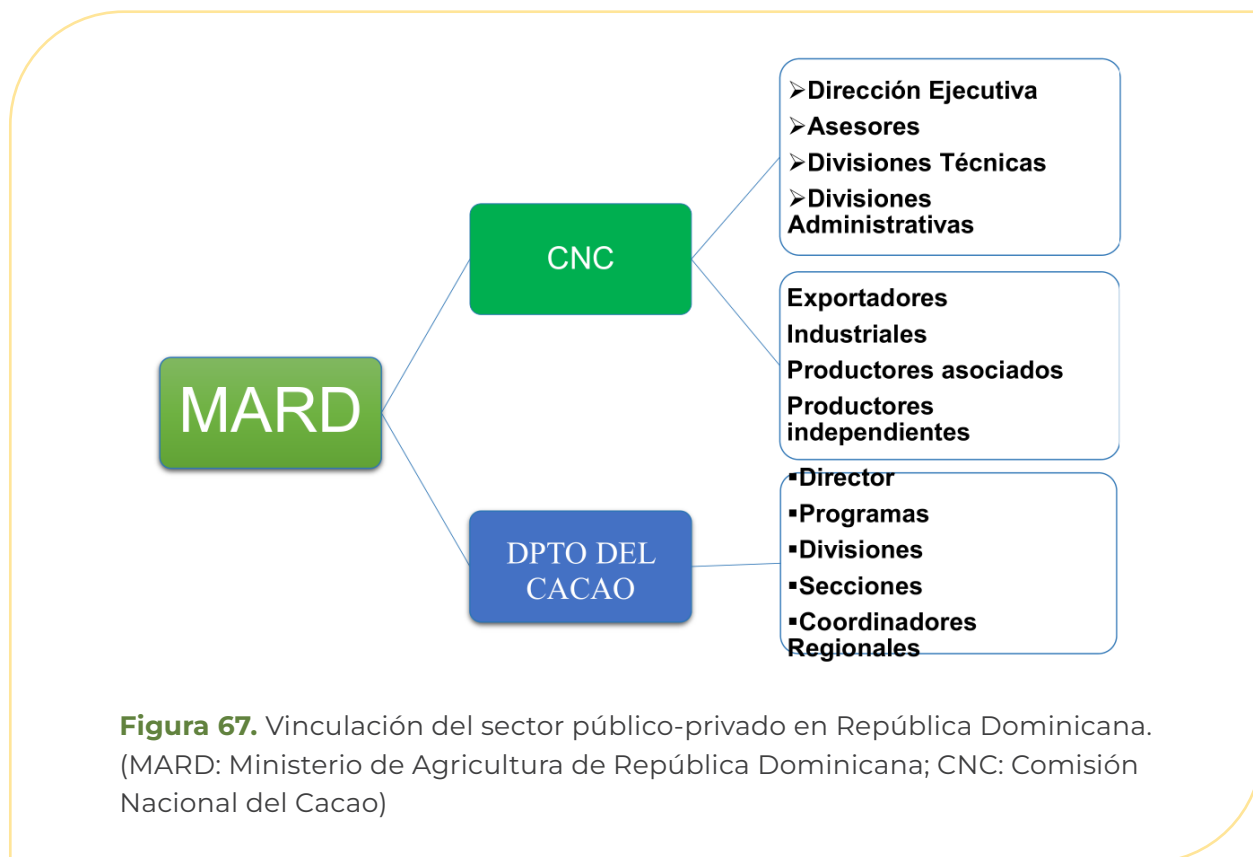 ➢Dirección Ejecutiva
➢Asesores
➢Divisiones Técnicas
➢Divisiones
Administrativas
CNC
Exportadores
Industriales
Productores asociados
Productores
independientes
MARD
DPTO DEL
CACAO
▪Director
▪Programas
▪Divisiones
▪Secciones
▪Coordinadores
Regionales
Figura 67. Vinculación del sector público-privado en República Dominicana.
(MARD: Ministerio de Agricultura de República Dominicana; CNC: Comisión
Nacional del Cacao)